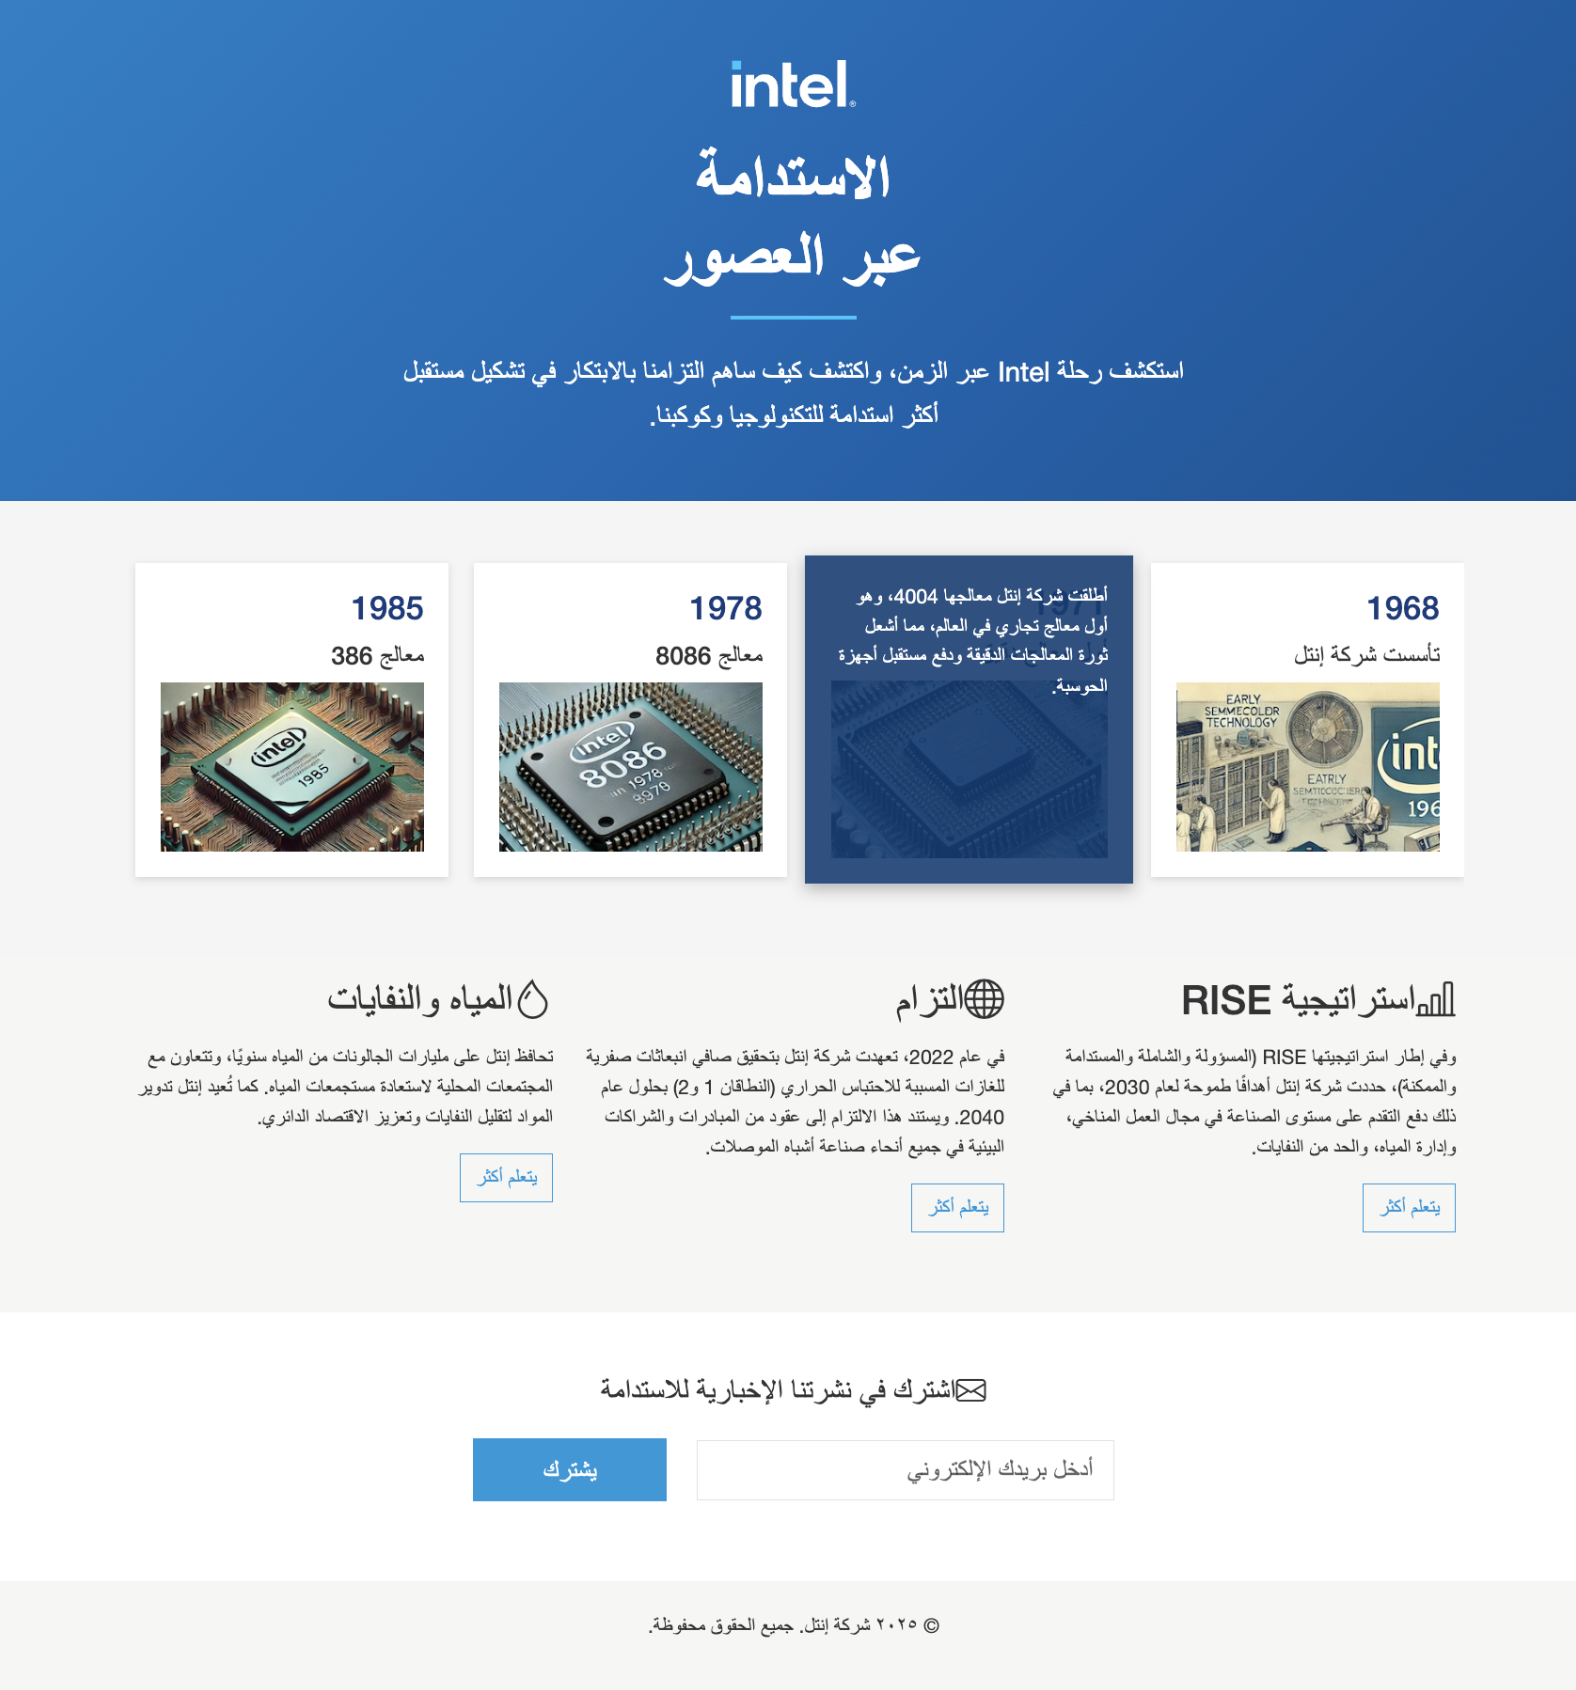 intel®
الاستدامة
عبر العصور
استكشف رحلة Intel عبر الزمن، واكتشف كيف ساهم التزامنا بالابتكار في تشكيل مستقبل
أكثر استدامة للتكنولوجيا وكوكبنا.
1968
تأسست شركة إنتل
EARLY
SEMMECOLDR
TECHNOLOGY
int
EATRLY
SEMTIDCOCIERE
196
1971
أطلقت شركة إنتل معالجها 4004، وهو
أول معالج تجاري في العالم، مما أشعل
ثورة المعالجات الدقيقة ودفع مستقبل أجهزة
الحوسبة.
1978
معالج 8086
intel
8086
1978
1985
معالج 386
intel
1985
استراتيجية RISE
وفي إطار استراتيجيتها RISE (المسؤولة والشاملة والمستدامة
والممكنة)، حددت شركة إنتل أهدافًا طموحة لعام 2030، بما في
ذلك دفع التقدم على مستوى الصناعة في مجال العمل المناخي،
وإدارة المياه، والحد من النفايات.
يتعلم أكثر
التزام
في عام 2022، تعهدت شركة إنتل بتحقيق صافي انبعاثات صفرية
للغازات المسببة للاحتباس الحراري (النطاقان 1 و2) بحلول عام
2040. ويستند هذا الالتزام إلى عقود من المبادرات والشراكات
البيئية في جميع أنحاء صناعة أشباه الموصلات.
يتعلم أكثر
المياه والنفايات
تحافظ إنتل على مليارات الجالونات من المياه سنويًا، وتتعاون مع
المجتمعات المحلية لاستعادة مستجمعات المياه. كما تُعيد إنتل تدوير
المواد لتقليل النفايات وتعزيز الاقتصاد الدائري.
يتعلم أكثر
اشترك في نشرتنا الإخبارية للاستدامة
أدخل بريدك الإلكتروني
يشترك
© ٢٠٢٥ شركة إنتل. جميع الحقوق محفوظة.